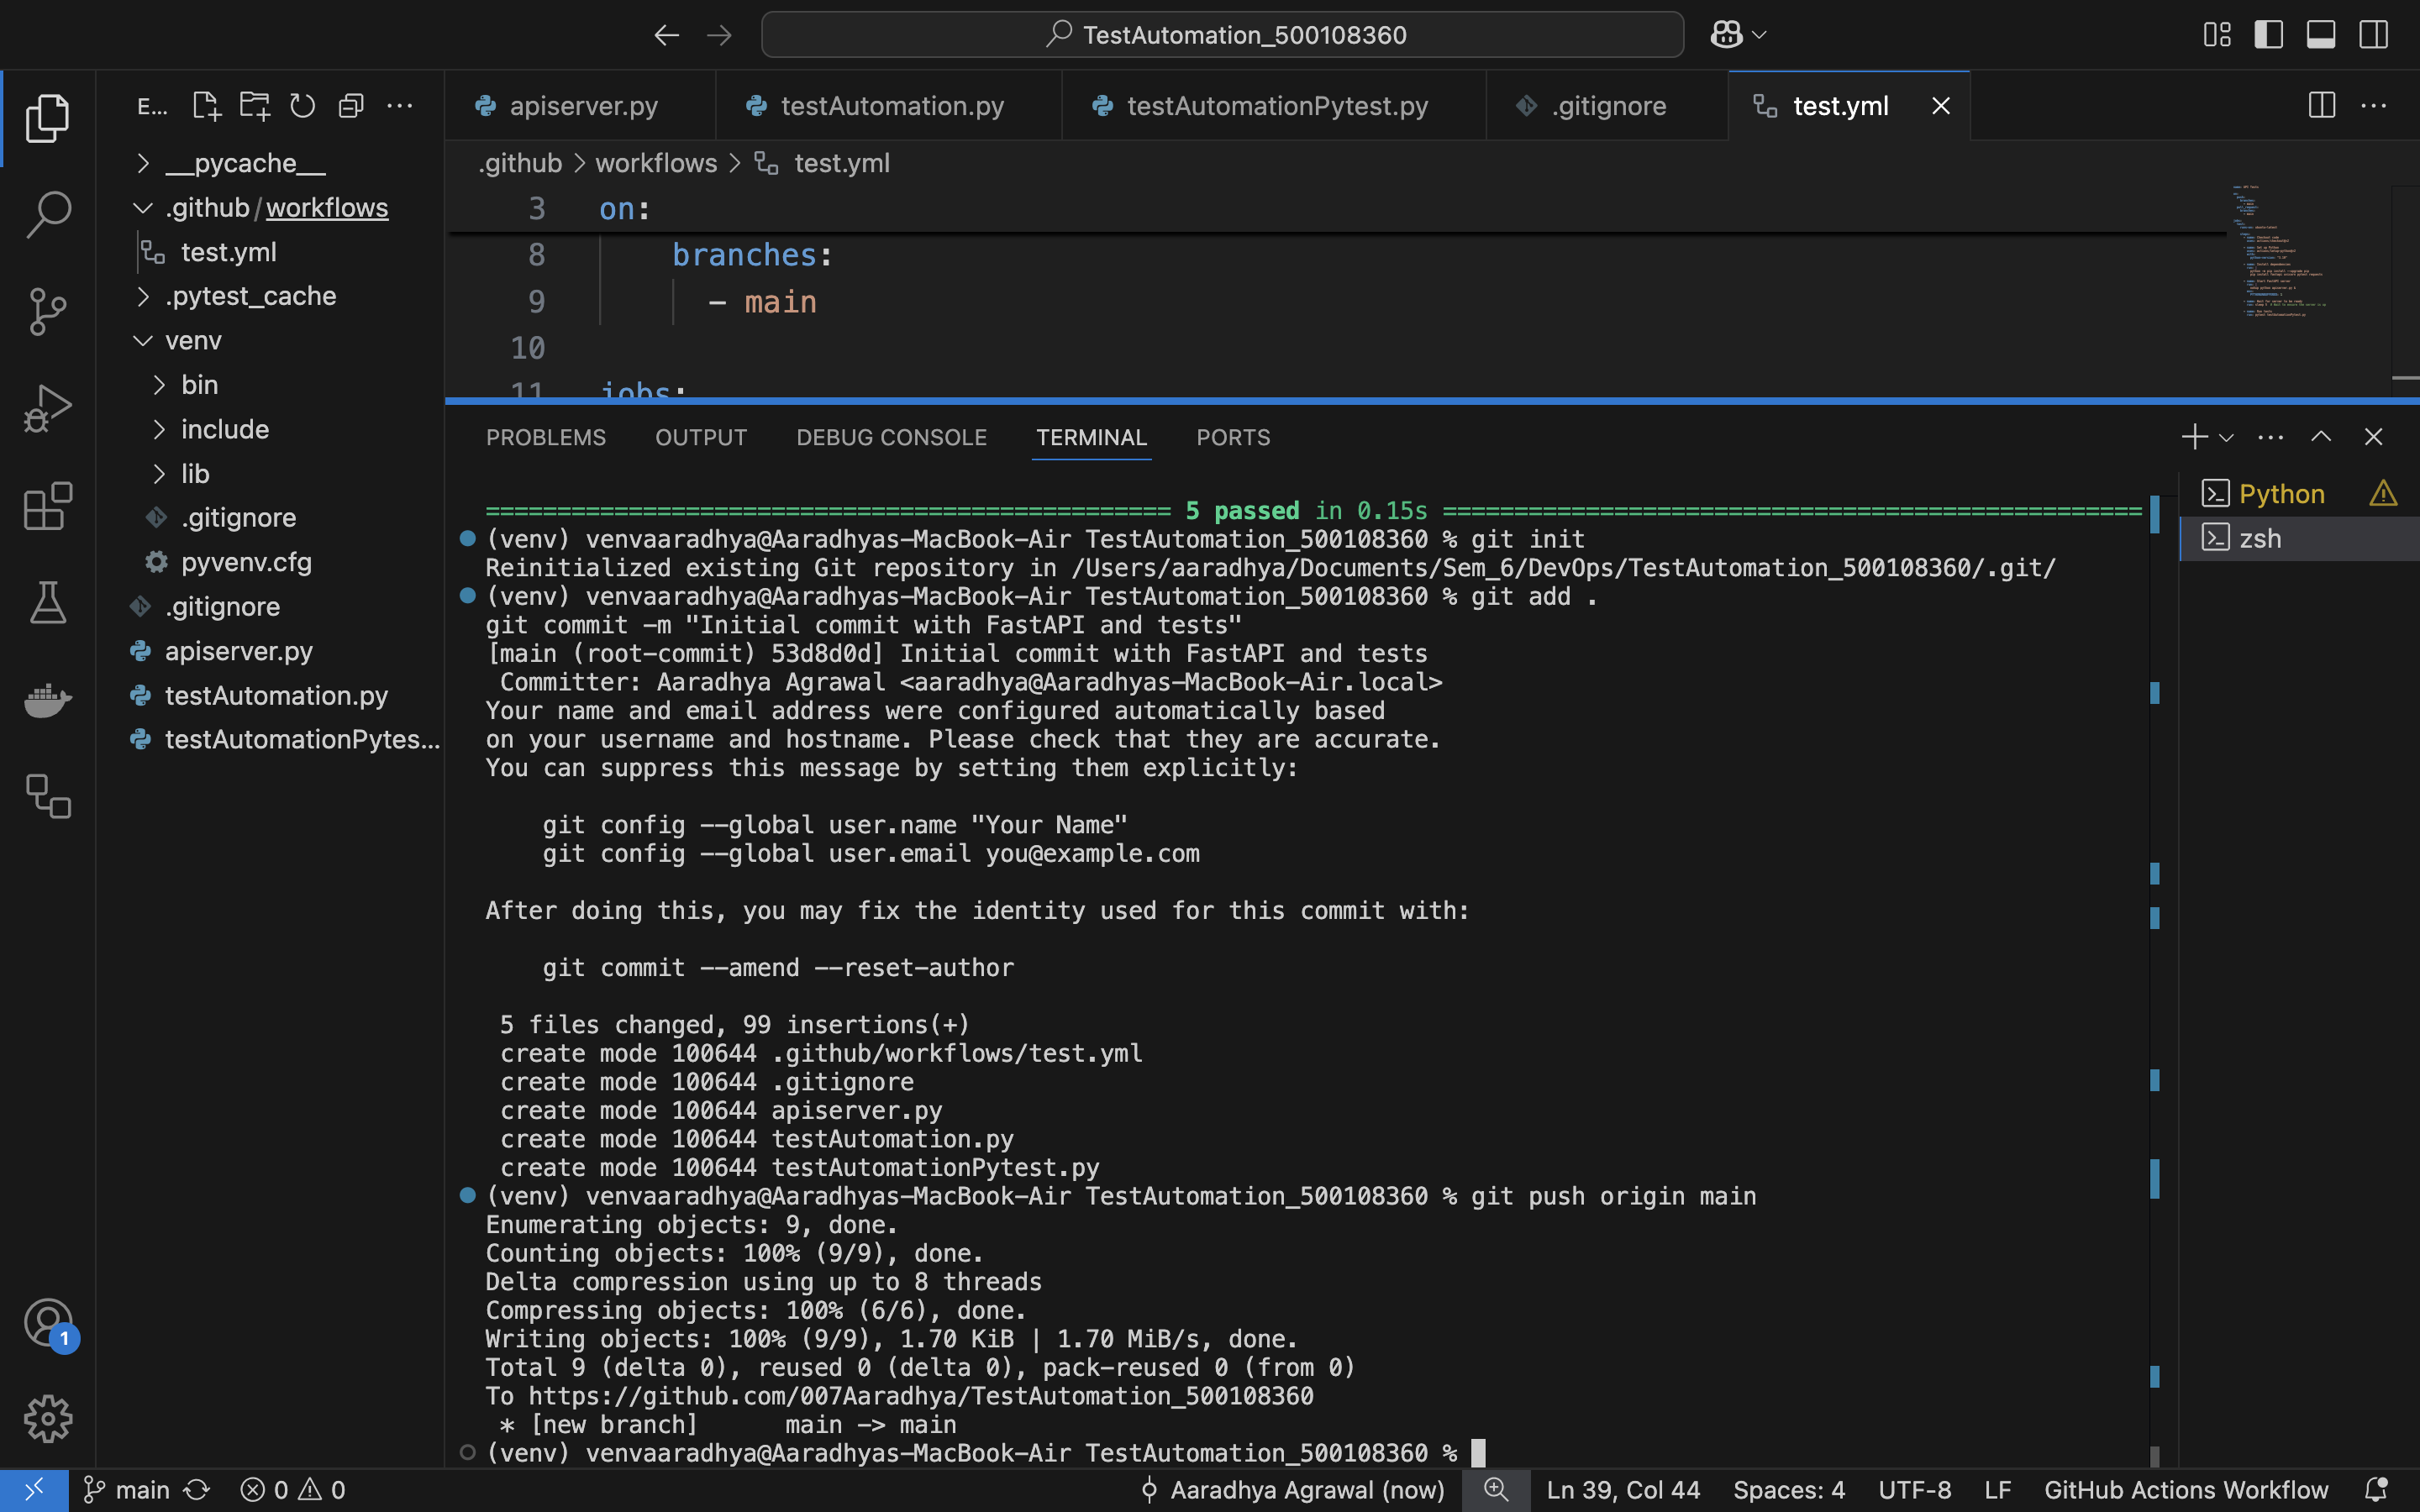 TestAutomation_500108360
E...
apiserver.py
testAutomation.py
testAutomationPytest.py
.gitignore
test.yml
__pycache__
.github/workflows
test.yml
.pytest_cache
venv
bin
include
lib
.gitignore
pyvenv.cfg
.gitignore
apiserver.py
testAutomation.py
testAutomationPytes...
.github > workflows > test.yml
3 on:
8 branches:
9 - main
10
11 jobs:
PROBLEMS OUTPUT DEBUG CONSOLE TERMINAL PORTS
Python
zsh
================================================ 5 passed in 0.15s =================================================
(venv) venvaaradhya@Aaradhyas-MacBook-Air TestAutomation_500108360 % git init
Reinitialized existing Git repository in /Users/aaradhya/Documents/Sem_6/DevOps/TestAutomation_500108360/.git/
(venv) venvaaradhya@Aaradhyas-MacBook-Air TestAutomation_500108360 % git add .
git commit -m "Initial commit with FastAPI and tests"
[main (root-commit) 53d8d0d] Initial commit with FastAPI and tests
Committer: Aaradhya Agrawal <aaradhya@Aaradhyas-MacBook-Air.local>
Your name and email address were configured automatically based
on your username and hostname. Please check that they are accurate.
You can suppress this message by setting them explicitly:
git config --global user.name "Your Name"
git config --global user.email you@example.com
After doing this, you may fix the identity used for this commit with:
git commit --amend --reset-author
5 files changed, 99 insertions(+)
create mode 100644 .github/workflows/test.yml
create mode 100644 .gitignore
create mode 100644 apiserver.py
create mode 100644 testAutomation.py
create mode 100644 testAutomationPytest.py
(venv) venvaaradhya@Aaradhyas-MacBook-Air TestAutomation_500108360 % git push origin main
Enumerating objects: 9, done.
Counting objects: 100% (9/9), done.
Delta compression using up to 8 threads
Compressing objects: 100% (6/6), done.
Writing objects: 100% (9/9), 1.70 KiB | 1.70 MiB/s, done.
Total 9 (delta 0), reused 0 (delta 0), pack-reused 0 (from 0)
To https://github.com/007Aaradhya/TestAutomation_500108360
* [new branch] main -> main
(venv) venvaaradhya@Aaradhyas-MacBook-Air TestAutomation_500108360 %
1
main 0 0 Aaradhya Agrawal (now) Ln 39, Col 44 Spaces: 4 UTF-8 LF GitHub Actions Workflow